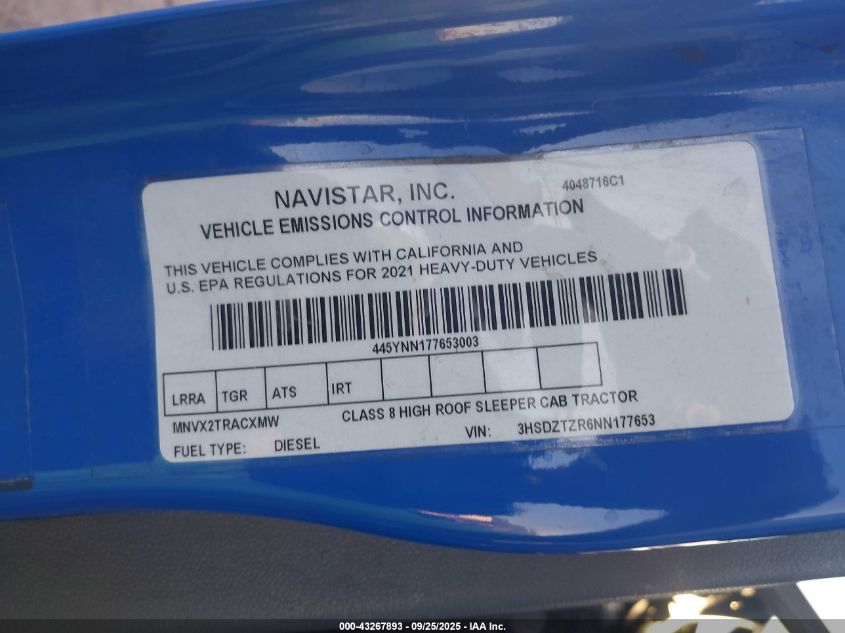 NAVISTAR, INC.
4048716C1
VEHICLE EMISSIONS CONTROL INFORMATION
THIS VEHICLE COMPLIES WITH CALIFORNIA AND
U.S. EPA REGULATIONS FOR 2021 HEAVY-DUTY VEHICLES
445YNN177653003
LRRA TGR ATS IRT
MNVX2TRACXMW CLASS 8 HIGH ROOF SLEEPER CAB TRACTOR
FUEL TYPE: DIESEL VIN: 3HSDZTZR6NN177653
000-43267893 | 09/25/2025 | IAA Inc.